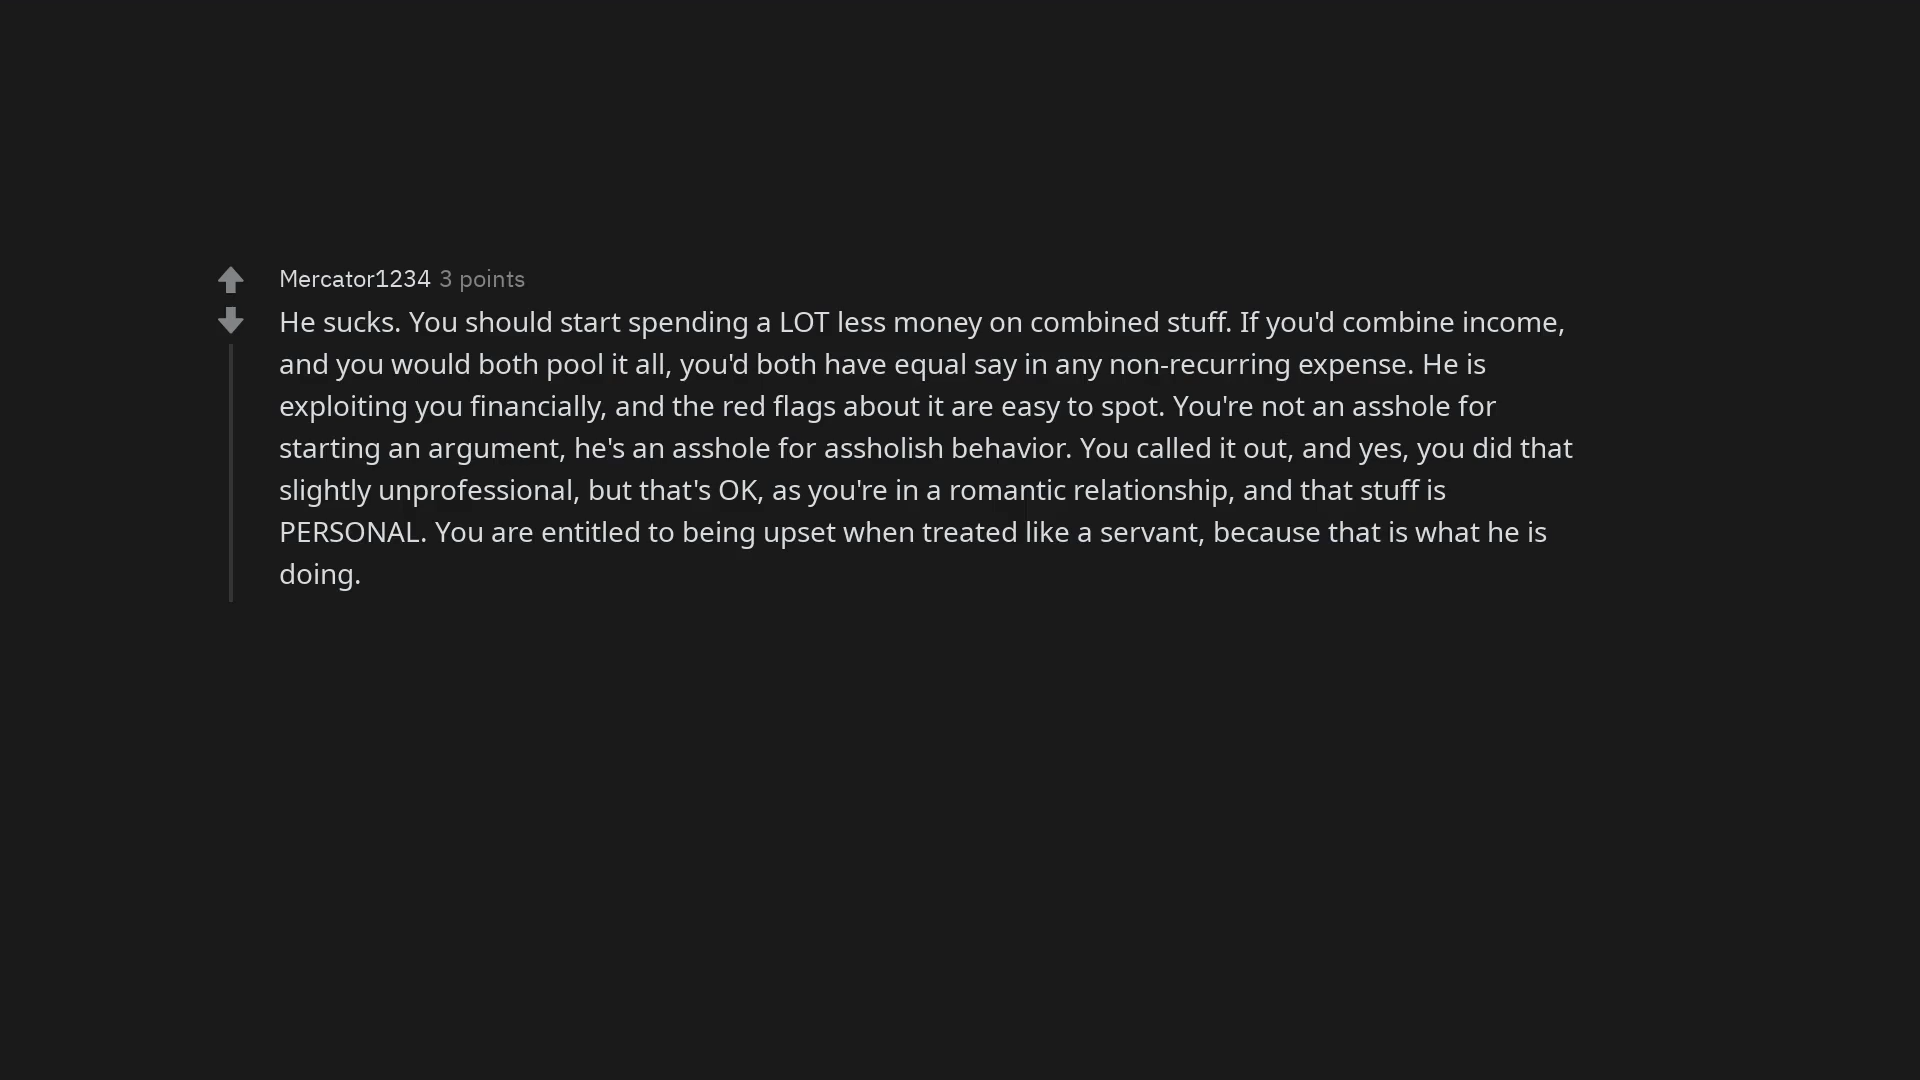 Mercator1234 3 points
He sucks. You should start spending a LOT less money on combined stuff. If you'd combine income,
and you would both pool it all, you'd both have equal say in any non-recurring expense. He is
exploiting you financially, and the red flags about it are easy to spot. You're not an asshole for
starting an argument, he's an asshole for assholish behavior. You called it out, and yes, you did that
slightly unprofessional, but that's OK, as you're in a romantic relationship, and that stuff is
PERSONAL. You are entitled to being upset when treated like a servant, because that is what he is
doing.